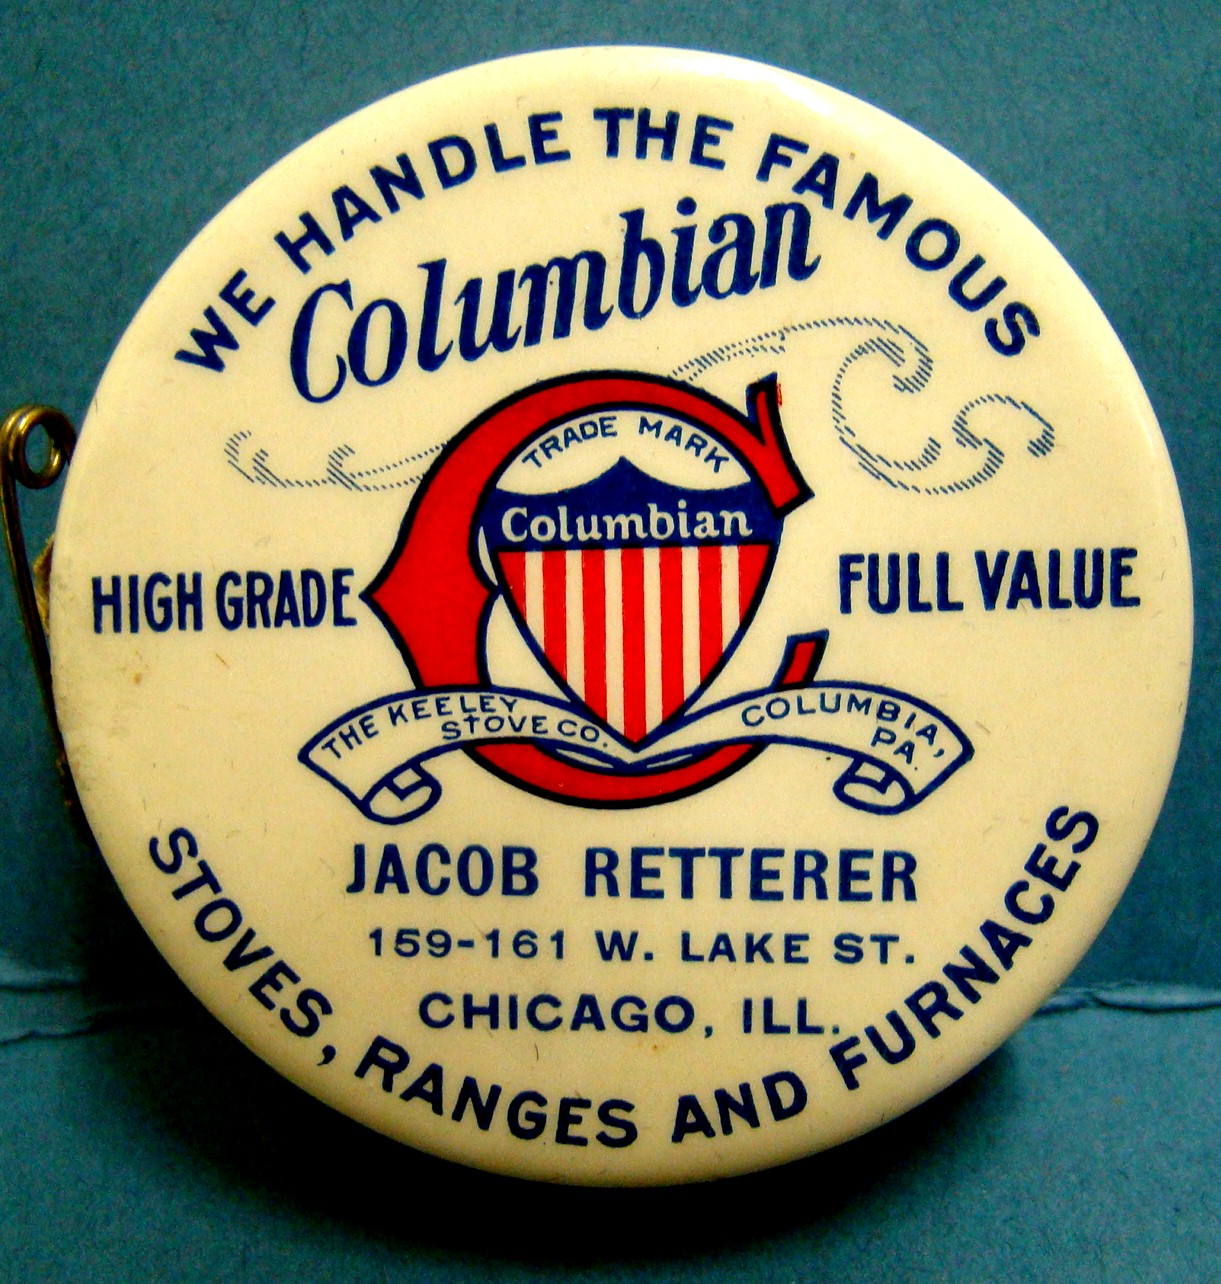 WE HANDLE THE FAMOUS
Columbian
TRADE MARK
Columbian
HIGH GRADE
FULL VALUE
THE KEELEY
STOVE CO.
COLUMBIA,
PA.
JACOB RETTERER
159-161 W. LAKE ST.
CHICAGO, ILL.
STOVES, RANGES AND FURNACES